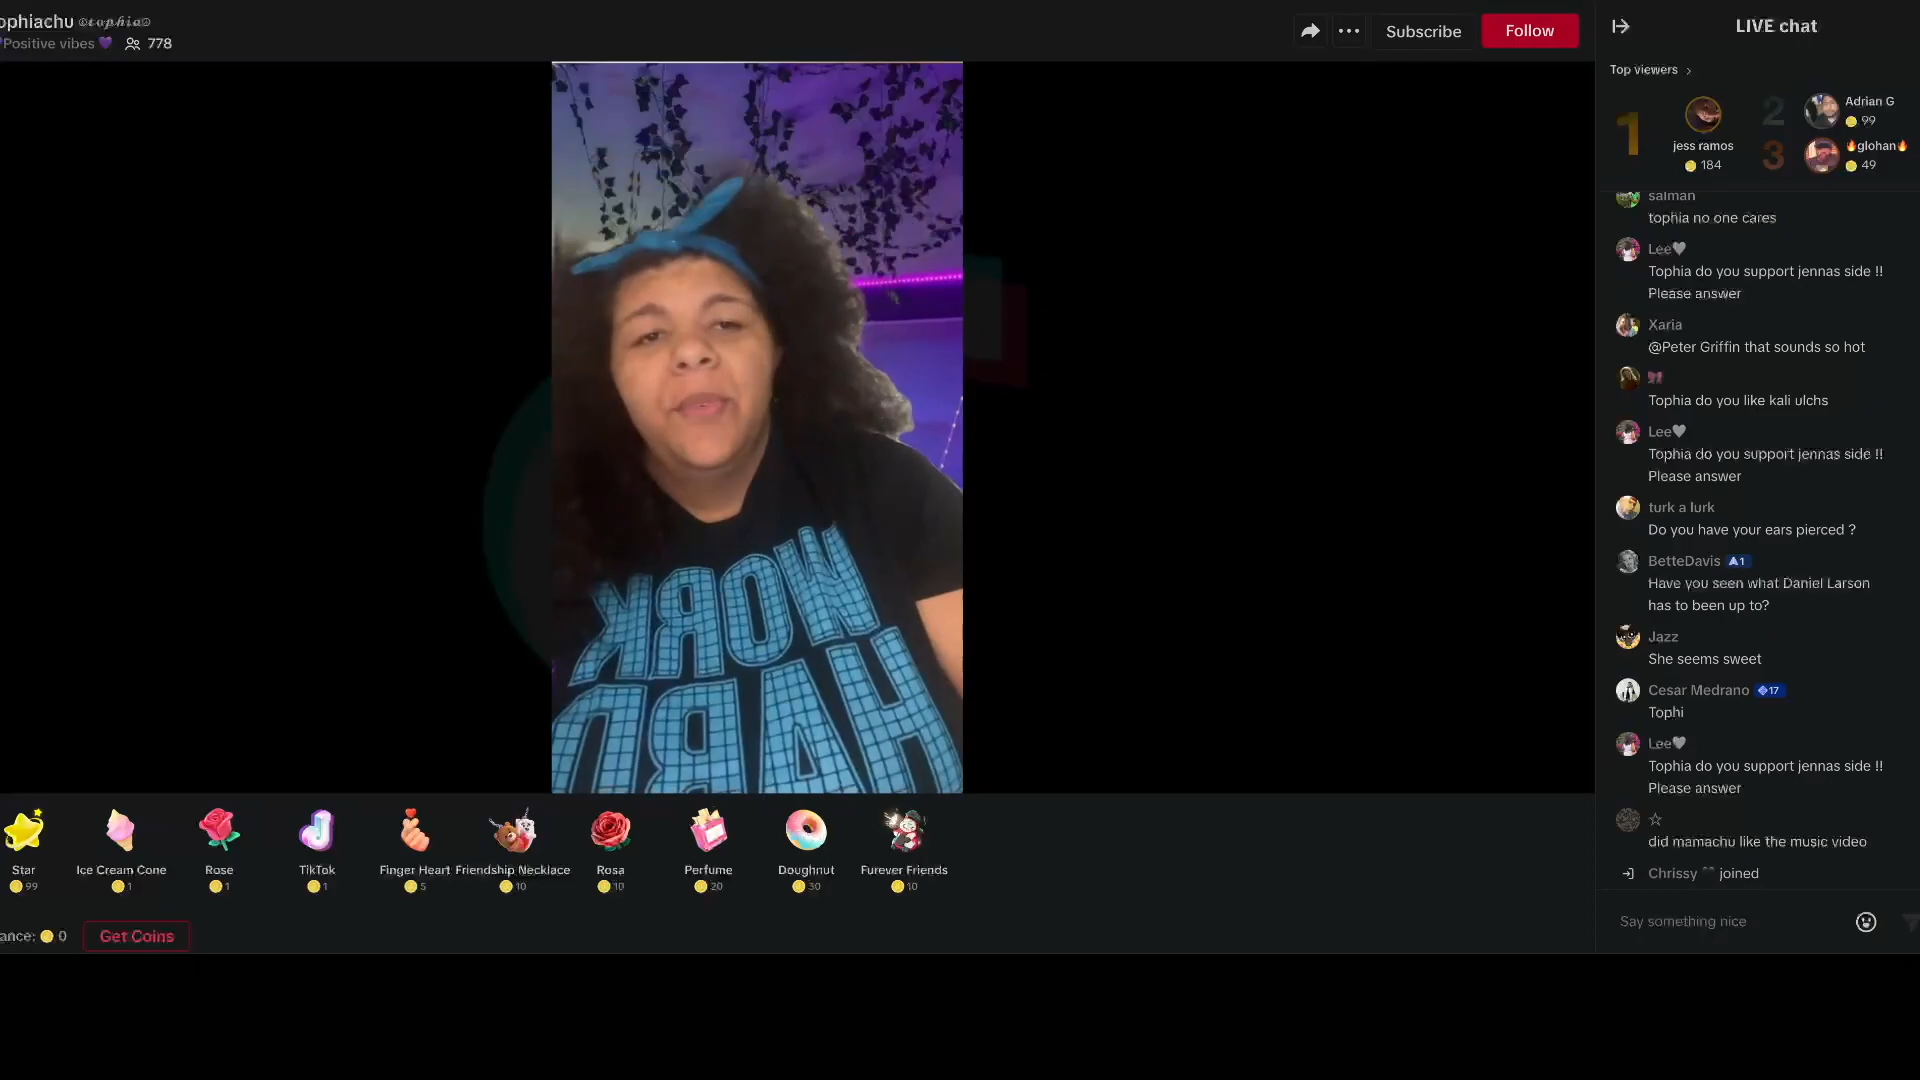 ophiachu @tophia
Positive vibes 💜 778
Subscribe
Follow
LIVE chat
Top viewers >
1
jess ramos
184
2
Adrian G
99
3
🔥glohan🔥
49
WORK
HARD
salman
tophia no one cares
Lee🤍
Tophia do you support jennas side !!
Please answer
Xaria
@Peter Griffin that sounds so hot
🎀
Tophia do you like kali ulchs
Lee🤍
Tophia do you support jennas side !!
Please answer
turk a lurk
Do you have your ears pierced ?
BetteDavis 1
Have you seen what Daniel Larson
has to been up to?
Jazz
She seems sweet
Cesar Medrano 17
Tophi
Lee🤍
Tophia do you support jennas side !!
Please answer
☆
did mamachu like the music video
Chrissy joined
Say something nice
Star
99
Ice Cream Cone
1
Rose
1
TikTok
1
Finger Heart
5
Friendship Necklace
10
Rosa
10
Perfume
20
Doughnut
30
Furever Friends
10
ance: 0
Get Coins